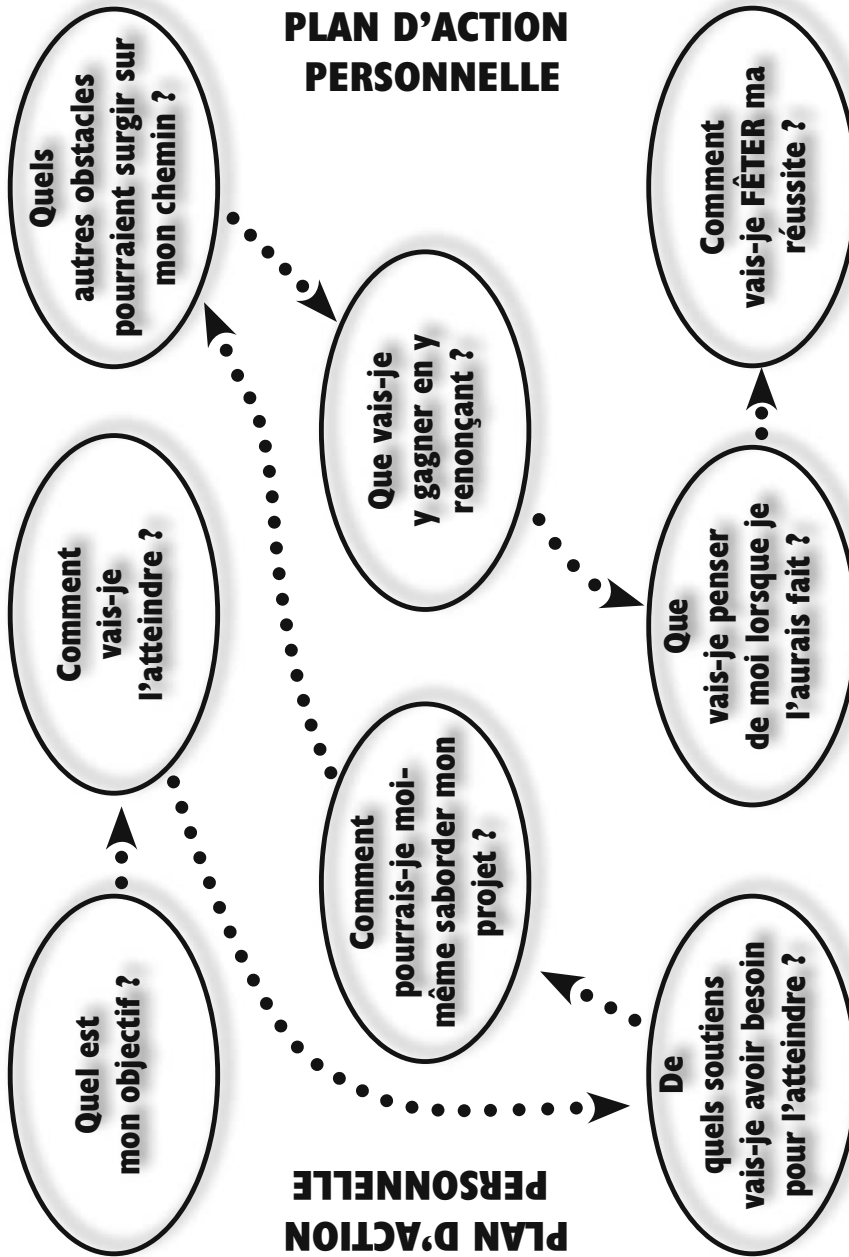 PLAN D'ACTION
PERSONNELLE
Quel est
mon objectif ?
Comment
vais-je
l'atteindre ?
De
quels soutiens
vais-je avoir besoin
pour l'atteindre ?
Comment
pourrais-je moi-
même saborder mon
projet ?
Quels
autres obstacles
pourraient surgir sur
mon chemin ?
Que vais-je
y gagner en y
renonçant ?
Que
vais-je penser
de moi lorsque je
l'aurais fait ?
Comment
vais-je FÊTER ma
réussite ?
PLAN D'ACTION
PERSONNELLE